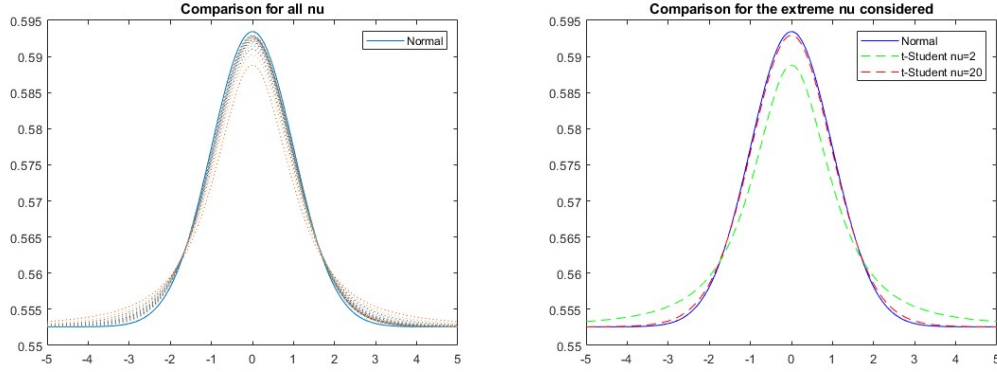 Comparison for all nu
0.595
0.59
0.585
0.58
0.575
0.57
0.565
0.56
0.555
0.55
-5 -4 -3 -2 -1 0 1 2 3 4 5
Normal
Comparison for the extreme nu considered
0.595
0.59
0.585
0.58
0.575
0.57
0.565
0.56
0.555
0.55
-5 -4 -3 -2 -1 0 1 2 3 4 5
Normal
t-Student nu=2
t-Student nu=20